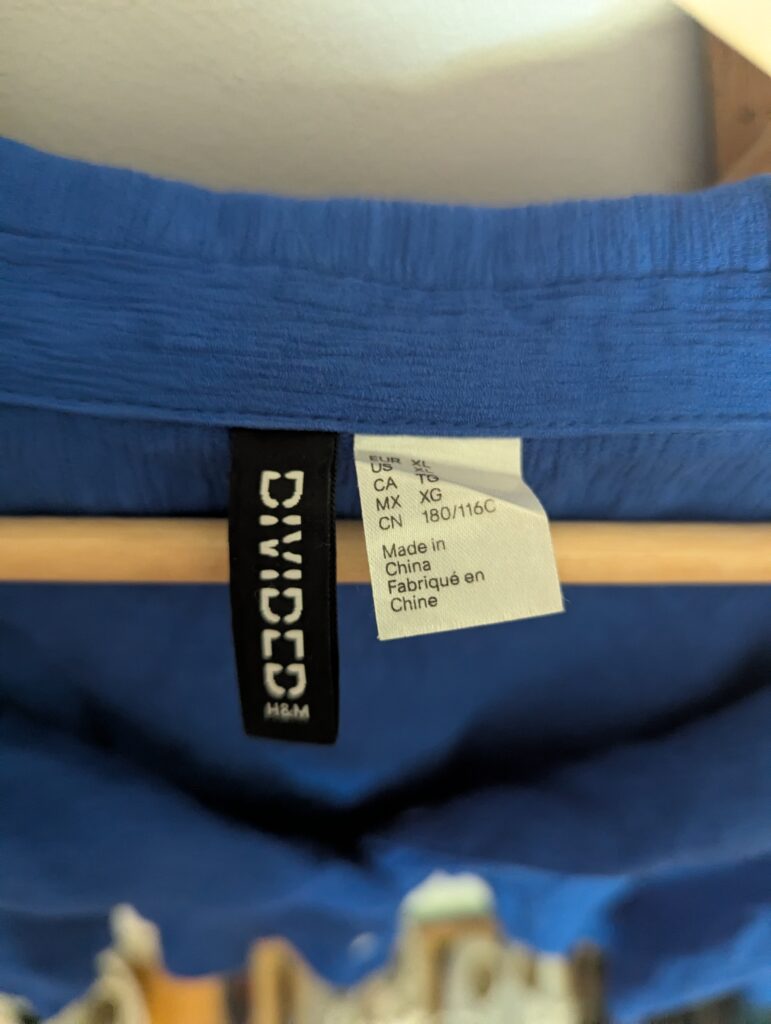 DIVIDED
H&M
EUR XL
US XL
CA TG
MX XG
CN 180/116C
Made in
China
Fabriqué en
Chine